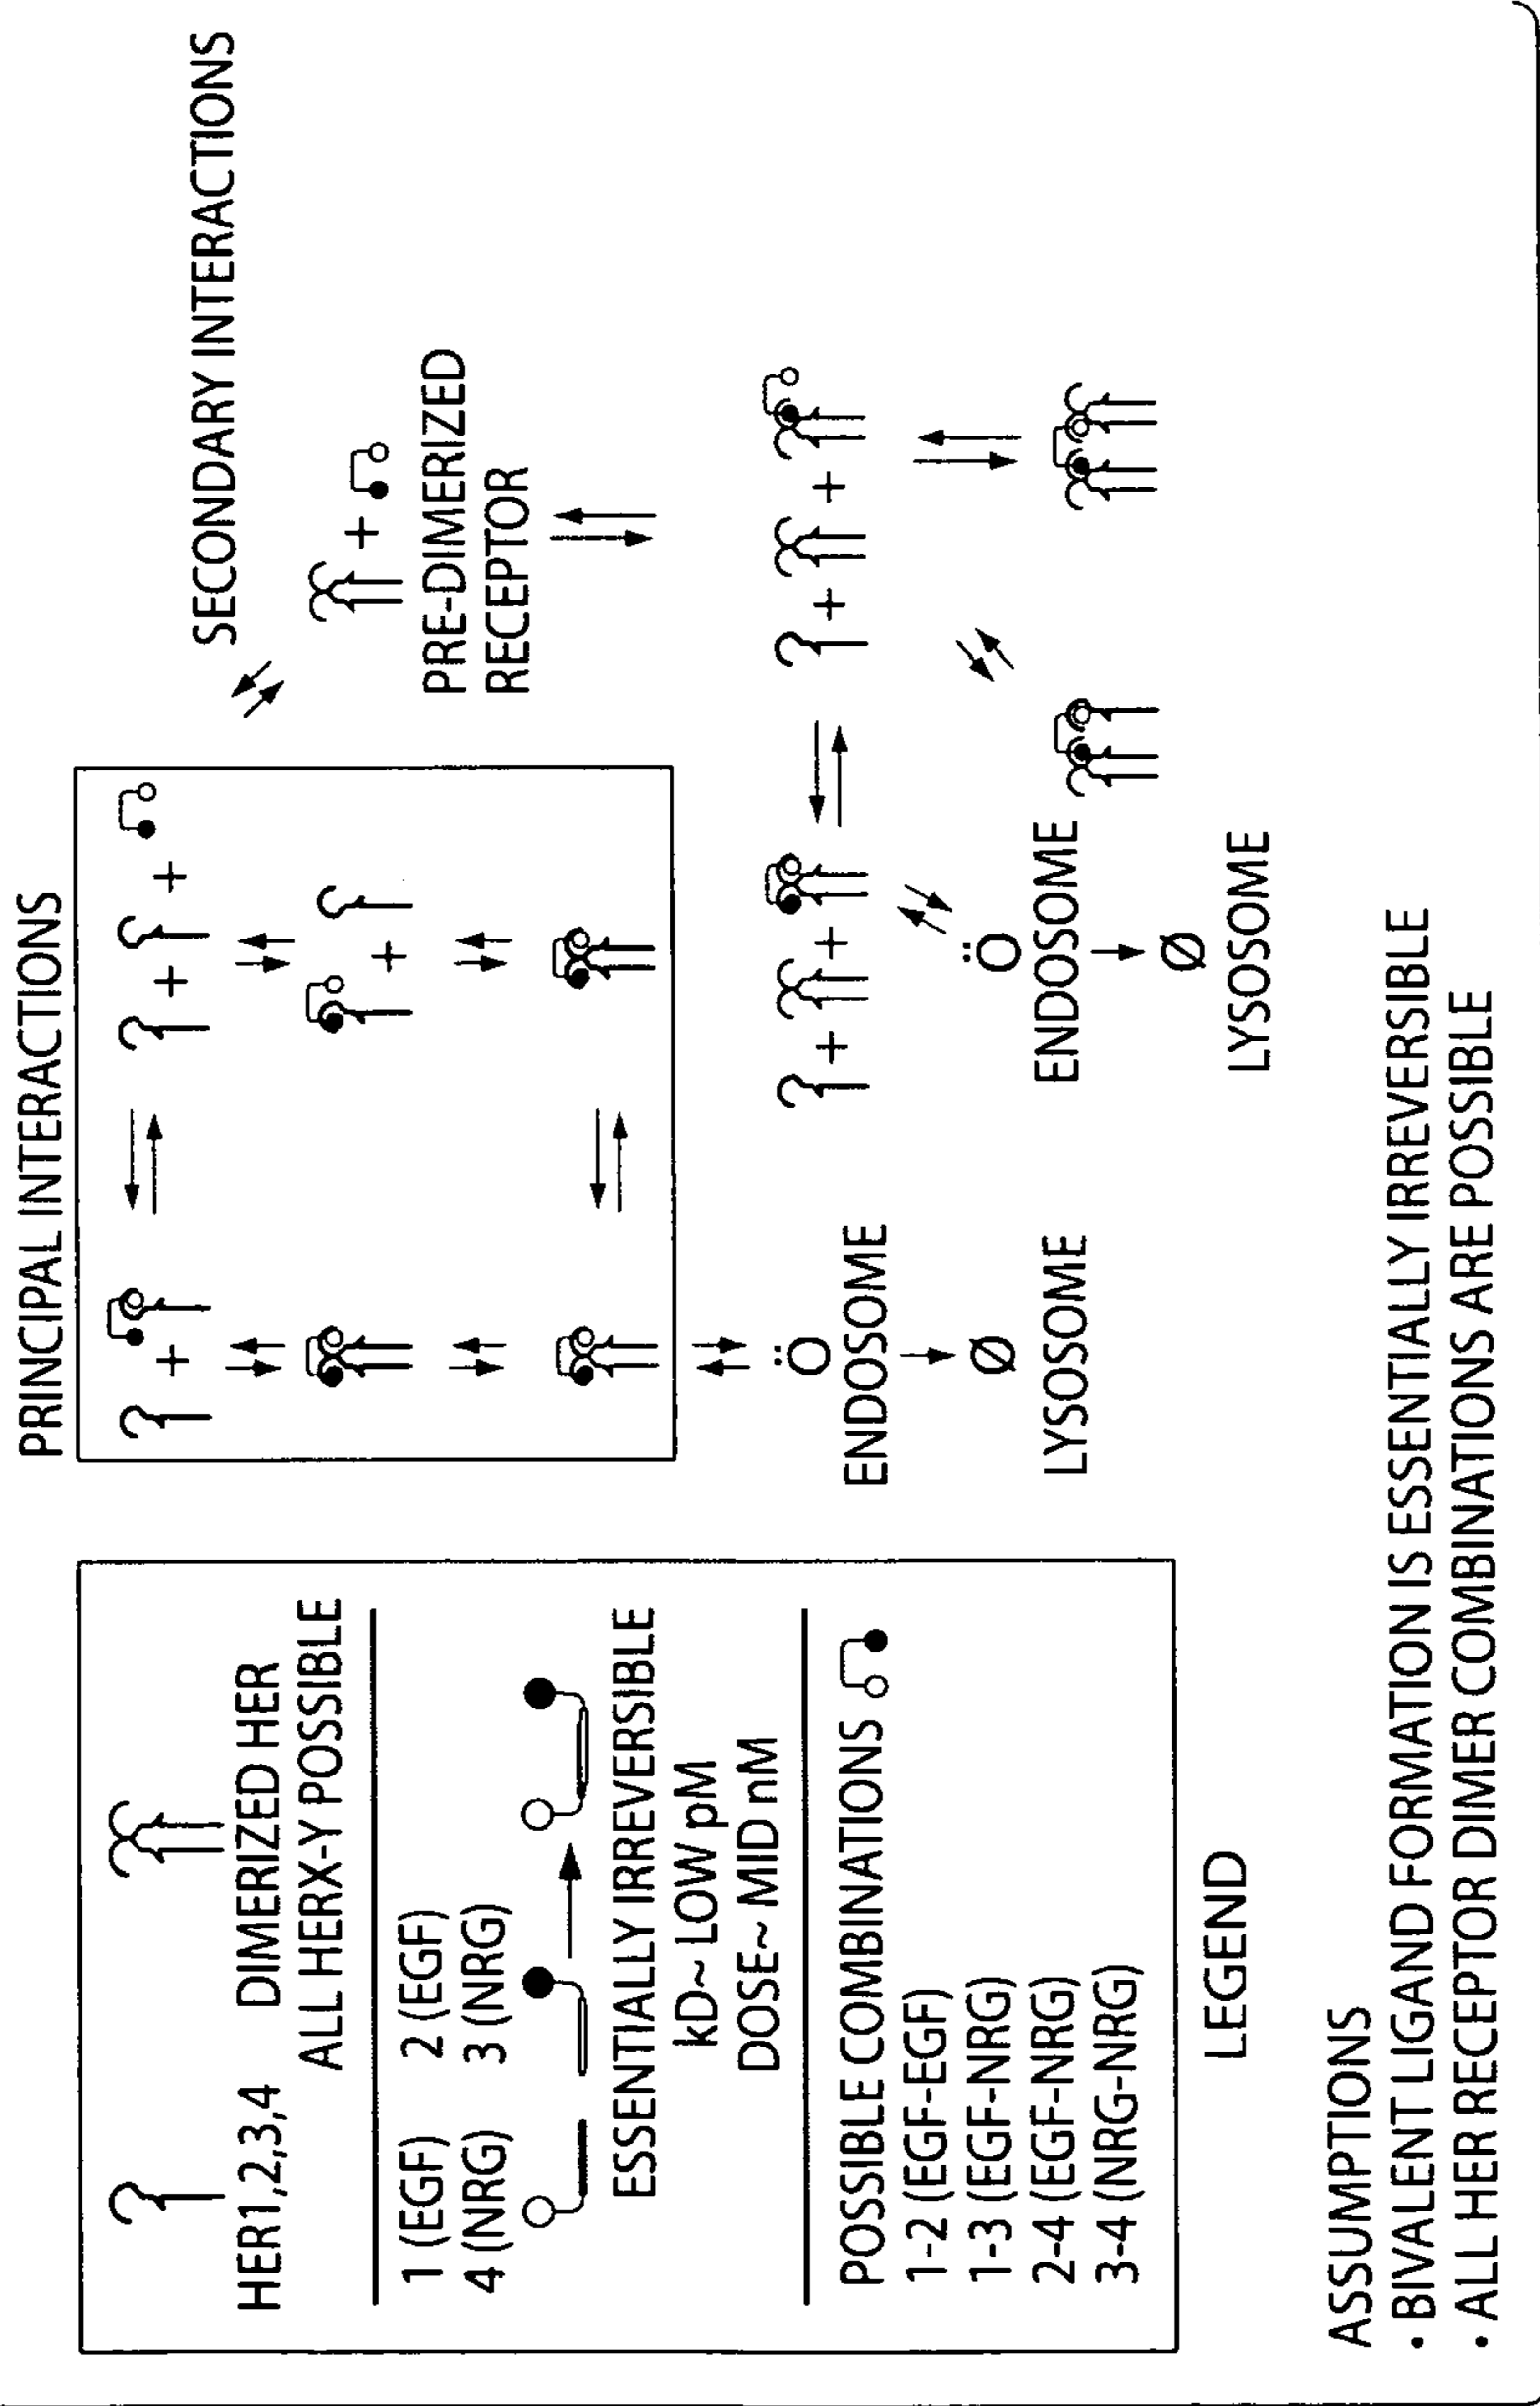 PRINCIPAL INTERACTIONS
SECONDARY INTERACTIONS
+ + +
+ +
+
PRE-DIMERIZED
RECEPTOR
+ + + +
Ö
ENDOSOME
Ø
LYSOSOME
Ö
ENDOSOME
Ø
LYSOSOME
HER1,2,3,4 DIMERIZED HER
ALL HERX-Y POSSIBLE
1 (EGF) 2 (EGF)
4 (NRG) 3 (NRG)
ESSENTIALLY IRREVERSIBLE
kD~ LOW pM
DOSE~ MID nM
POSSIBLE COMBINATIONS
1-2 (EGF-EGF)
1-3 (EGF-NRG)
2-4 (EGF-NRG)
3-4 (NRG-NRG)
LEGEND
ASSUMPTIONS
• BIVALENT LIGAND FORMATION IS ESSENTIALLY IRREVERSIBLE
• ALL HER RECEPTOR DIMER COMBINATIONS ARE POSSIBLE